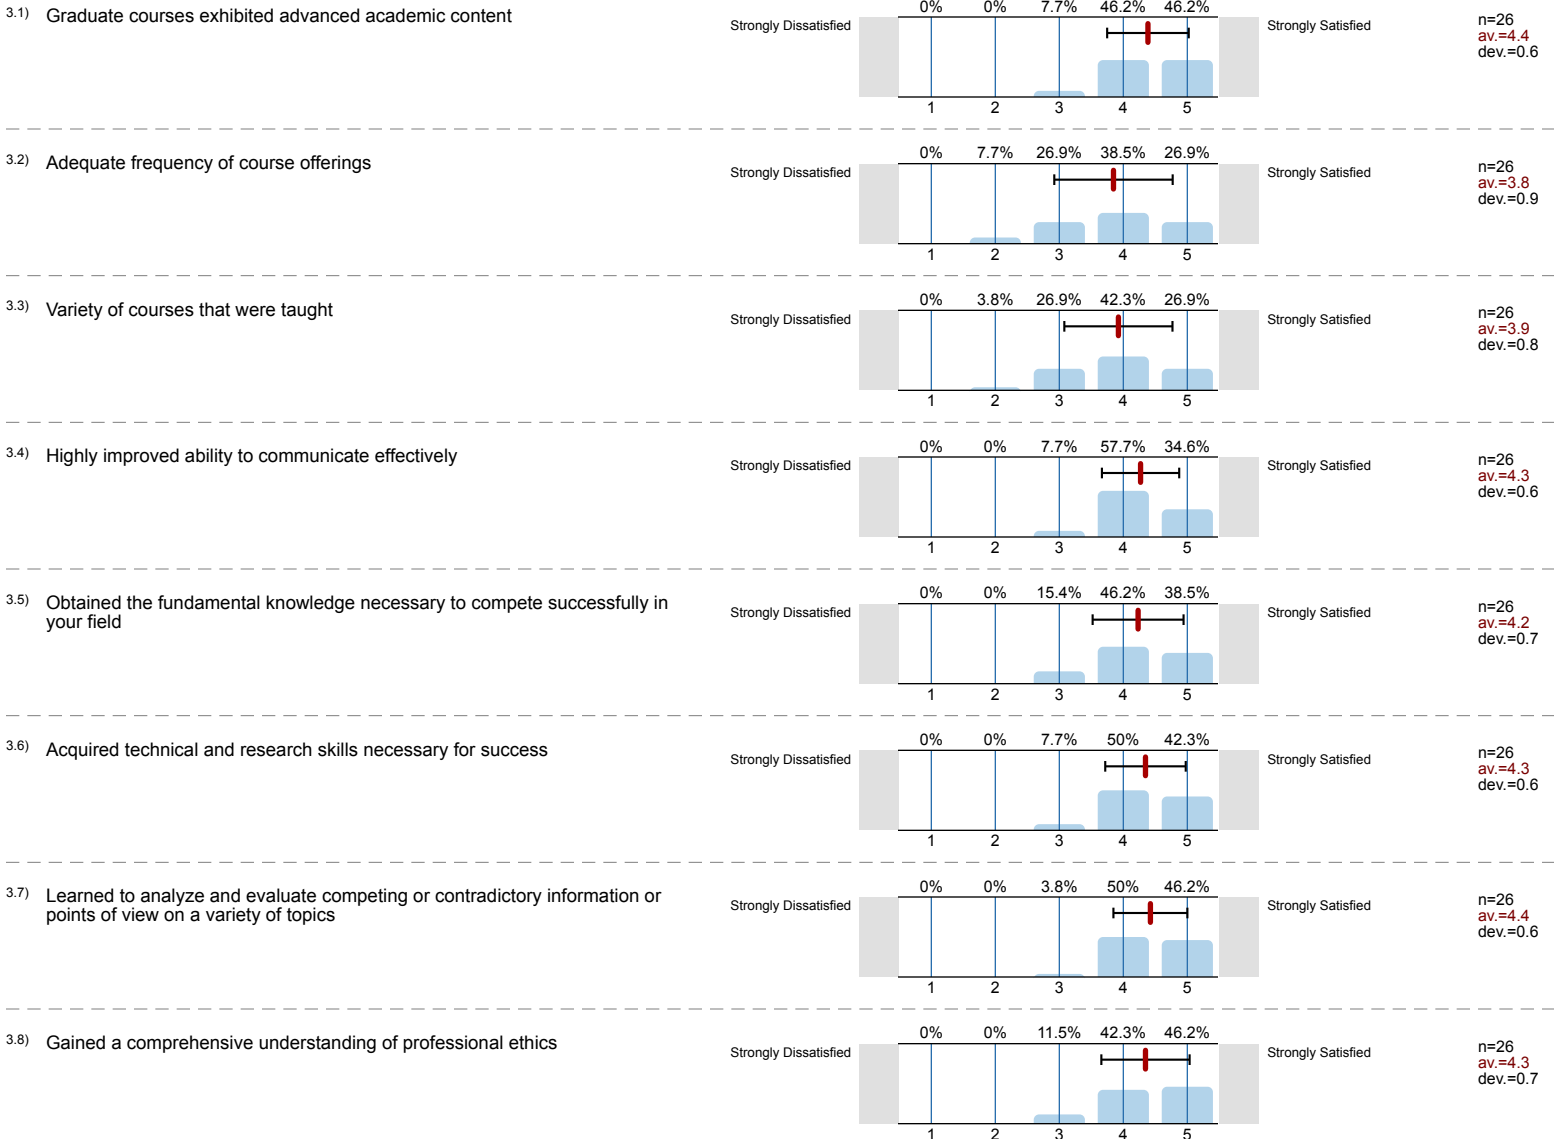 3.1) Graduate courses exhibited advanced academic content
0% 0% 7.7% 46.2% 46.2%
Strongly Dissatisfied
Strongly Satisfied
n=26
av.=4.4
dev.=0.6
1 2 3 4 5
3.2) Adequate frequency of course offerings
0% 7.7% 26.9% 38.5% 26.9%
Strongly Dissatisfied
Strongly Satisfied
n=26
av.=3.8
dev.=0.9
1 2 3 4 5
3.3) Variety of courses that were taught
0% 3.8% 26.9% 42.3% 26.9%
Strongly Dissatisfied
Strongly Satisfied
n=26
av.=3.9
dev.=0.8
1 2 3 4 5
3.4) Highly improved ability to communicate effectively
0% 0% 7.7% 57.7% 34.6%
Strongly Dissatisfied
Strongly Satisfied
n=26
av.=4.3
dev.=0.6
1 2 3 4 5
3.5) Obtained the fundamental knowledge necessary to compete successfully in
your field
0% 0% 15.4% 46.2% 38.5%
Strongly Dissatisfied
Strongly Satisfied
n=26
av.=4.2
dev.=0.7
1 2 3 4 5
3.6) Acquired technical and research skills necessary for success
0% 0% 7.7% 50% 42.3%
Strongly Dissatisfied
Strongly Satisfied
n=26
av.=4.3
dev.=0.6
1 2 3 4 5
3.7) Learned to analyze and evaluate competing or contradictory information or
points of view on a variety of topics
0% 0% 3.8% 50% 46.2%
Strongly Dissatisfied
Strongly Satisfied
n=26
av.=4.4
dev.=0.6
1 2 3 4 5
3.8) Gained a comprehensive understanding of professional ethics
0% 0% 11.5% 42.3% 46.2%
Strongly Dissatisfied
Strongly Satisfied
n=26
av.=4.3
dev.=0.7
1 2 3 4 5